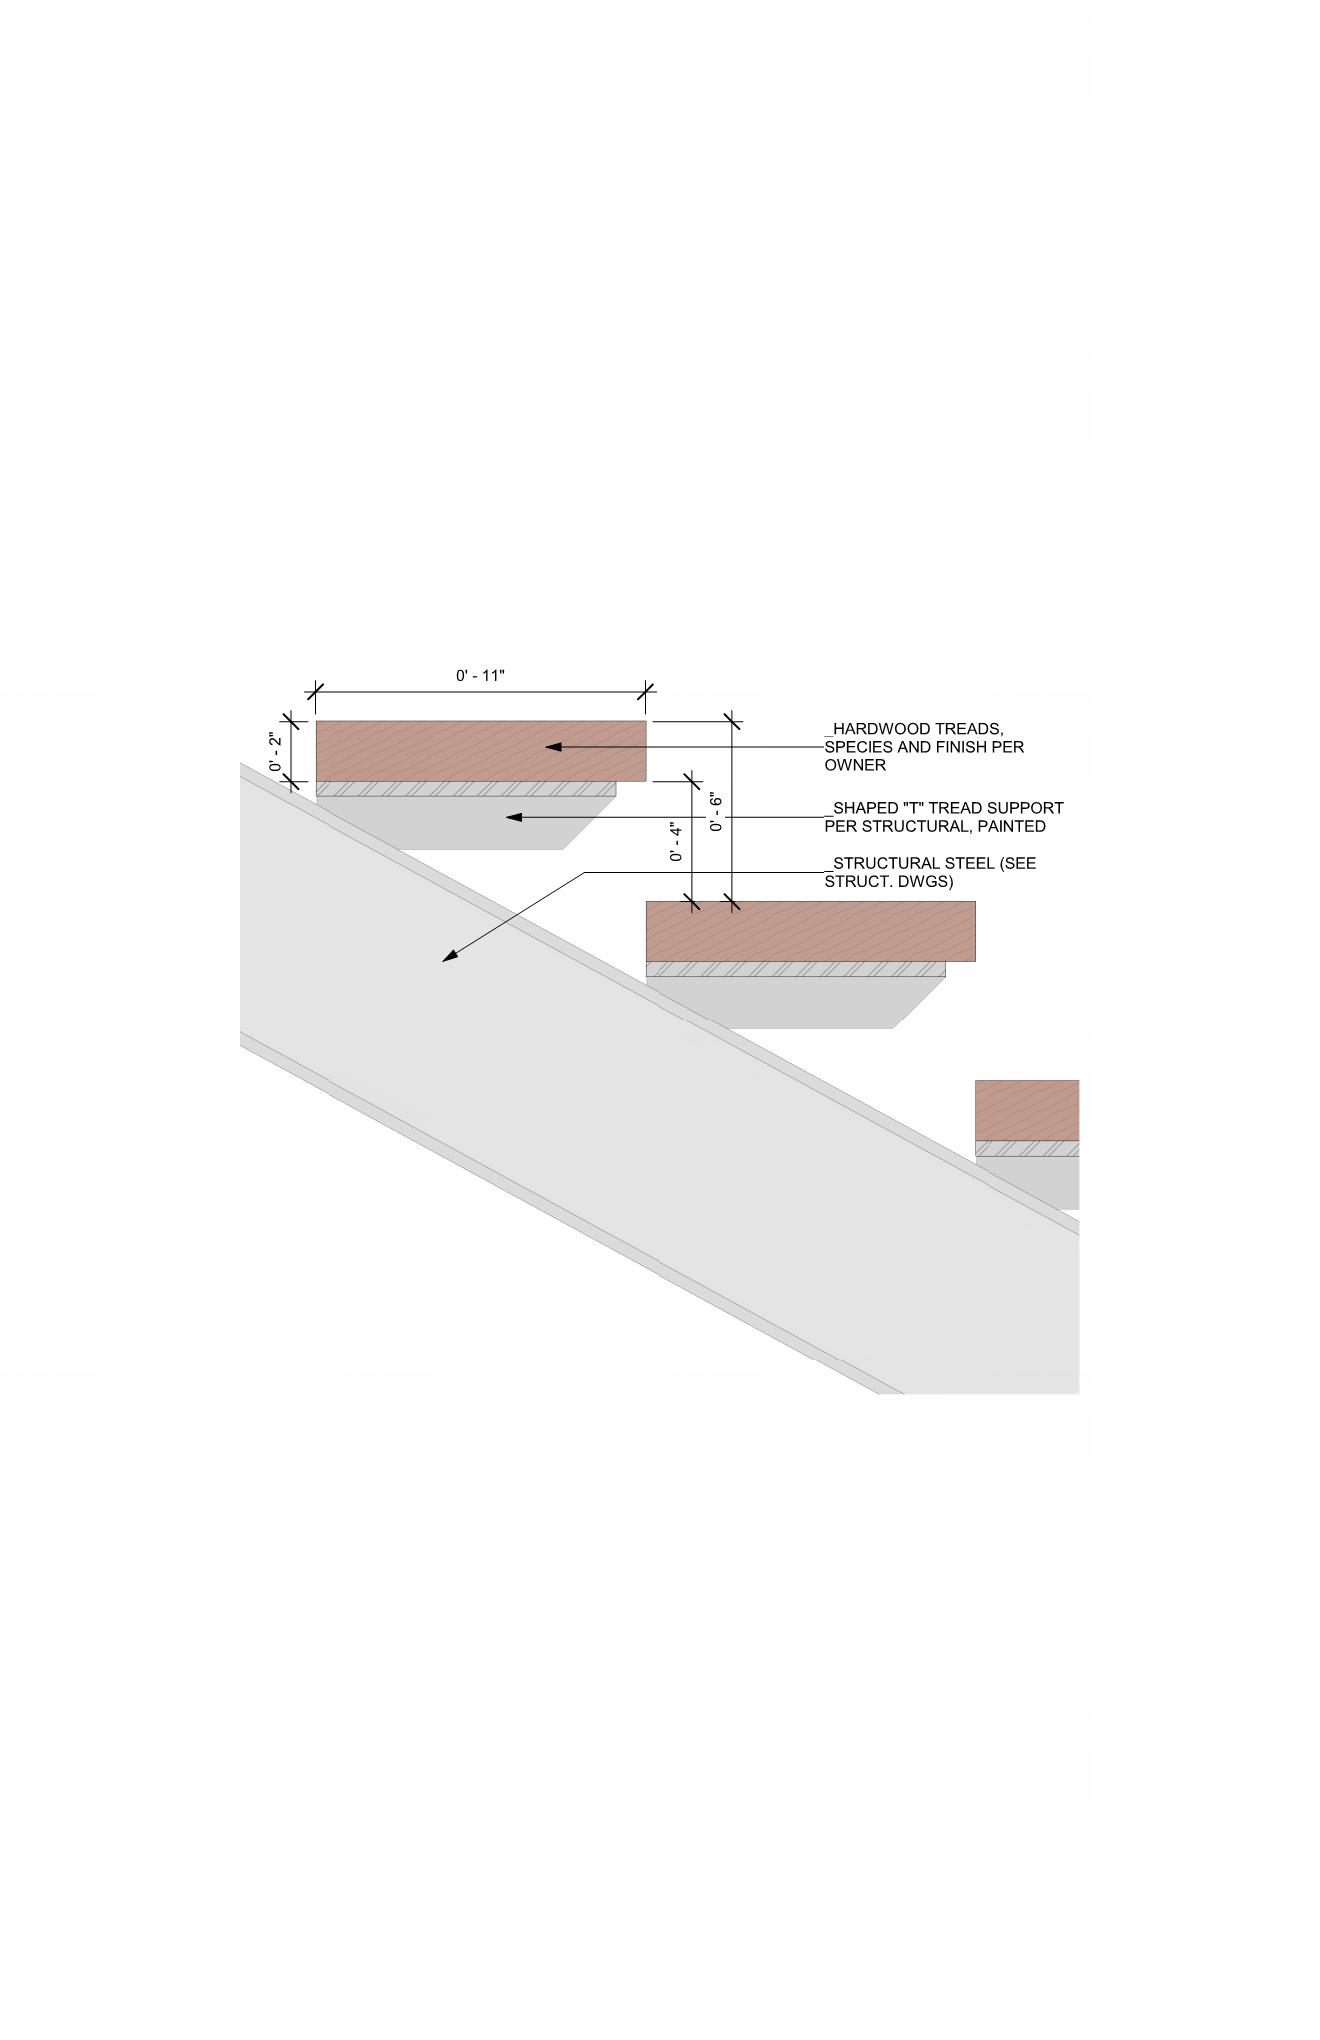 0' - 11"
0' - 2"
_HARDWOOD TREADS,
SPECIES AND FINISH PER
OWNER
0' - 6"
0' - 4"
_SHAPED "T" TREAD SUPPORT
PER STRUCTURAL, PAINTED
_STRUCTURAL STEEL (SEE
STRUCT. DWGS)